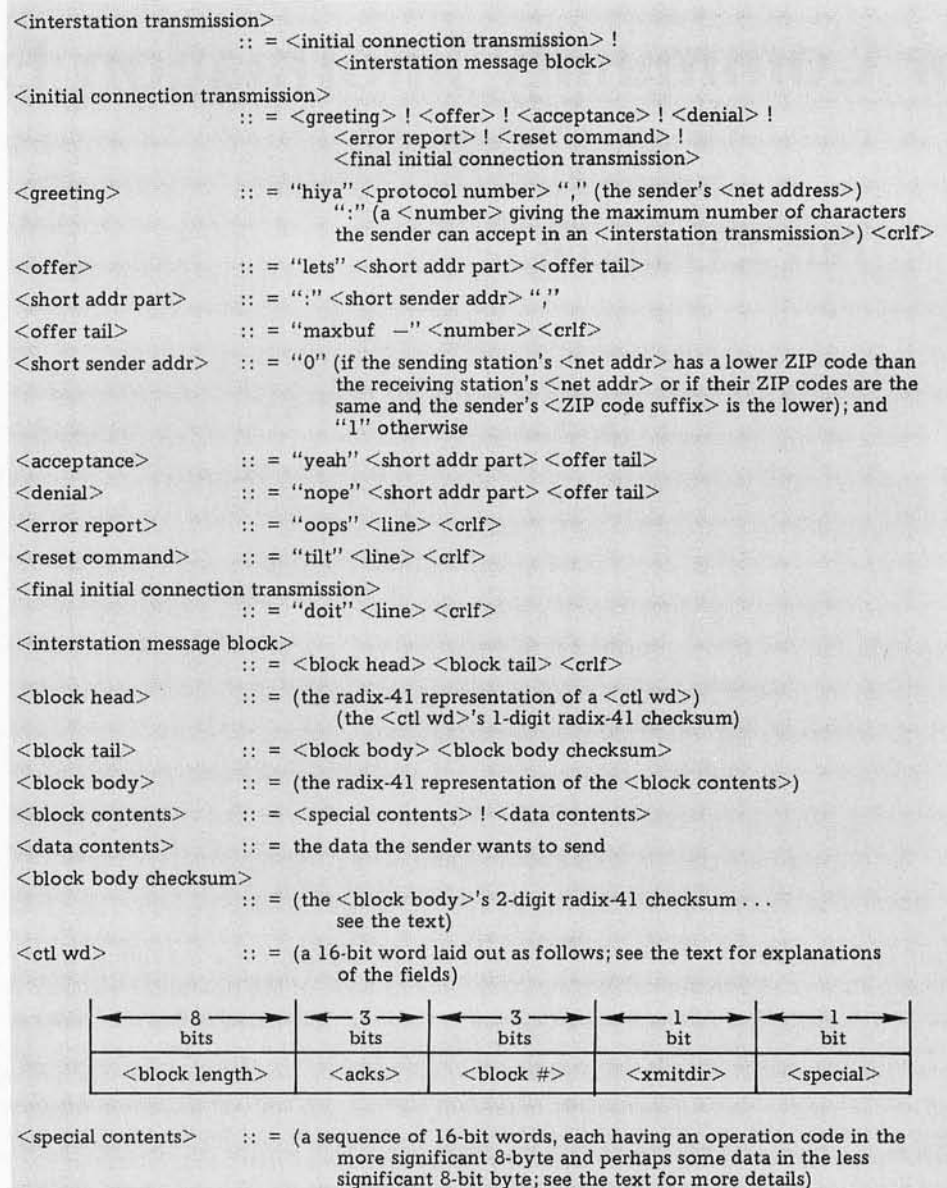 <interstation transmission>
:: = <initial connection transmission> !
<interstation message block>
<initial connection transmission>
:: = <greeting> ! <offer> ! <acceptance> ! <denial> !
<error report> ! <reset command> !
<final initial connection transmission>
<greeting> :: = “hiya” <protocol number> “,” (the sender's <net address>)
“:” (a <number> giving the maximum number of characters
the sender can accept in an <interstation transmission>) <crlf>
<offer> :: = “lets” <short addr part> <offer tail>
<short addr part> :: = “:” <short sender addr> “,”
<offer tail> :: = “maxbuf —” <number> <crlf>
<short sender addr> :: = “0” (if the sending station's <net addr> has a lower ZIP code than
the receiving station's <net addr> or if their ZIP codes are the
same and the sender's <ZIP code suffix> is the lower); and
“1” otherwise
<acceptance> :: = “yeah” <short addr part> <offer tail>
<denial> :: = “nope” <short addr part> <offer tail>
<error report> :: = “oops” <line> <crlf>
<reset command> :: = “tilt” <line> <crlf>
<final initial connection transmission>
:: = “doit” <line> <crlf>
<interstation message block>
:: = <block head> <block tail> <crlf>
<block head> :: = (the radix-41 representation of a <ctl wd>)
(the <ctl wd>'s 1-digit radix-41 checksum)
<block tail> :: = <block body> <block body checksum>
<block body> :: = (the radix-41 representation of the <block contents>)
<block contents> :: = <special contents> ! <data contents>
<data contents> :: = the data the sender wants to send
<block body checksum>
:: = (the <block body>'s 2-digit radix-41 checksum . . .
see the text)
<ctl wd> :: = (a 16-bit word laid out as follows; see the text for explanations
of the fields)
8 3 3 1 1
bits bits bits bit bit
<block length> <acks> <block #> <xmitdir> <special>
<special contents> :: = (a sequence of 16-bit words, each having an operation code in the
more significant 8-byte and perhaps some data in the less
significant 8-bit byte; see the text for more details)